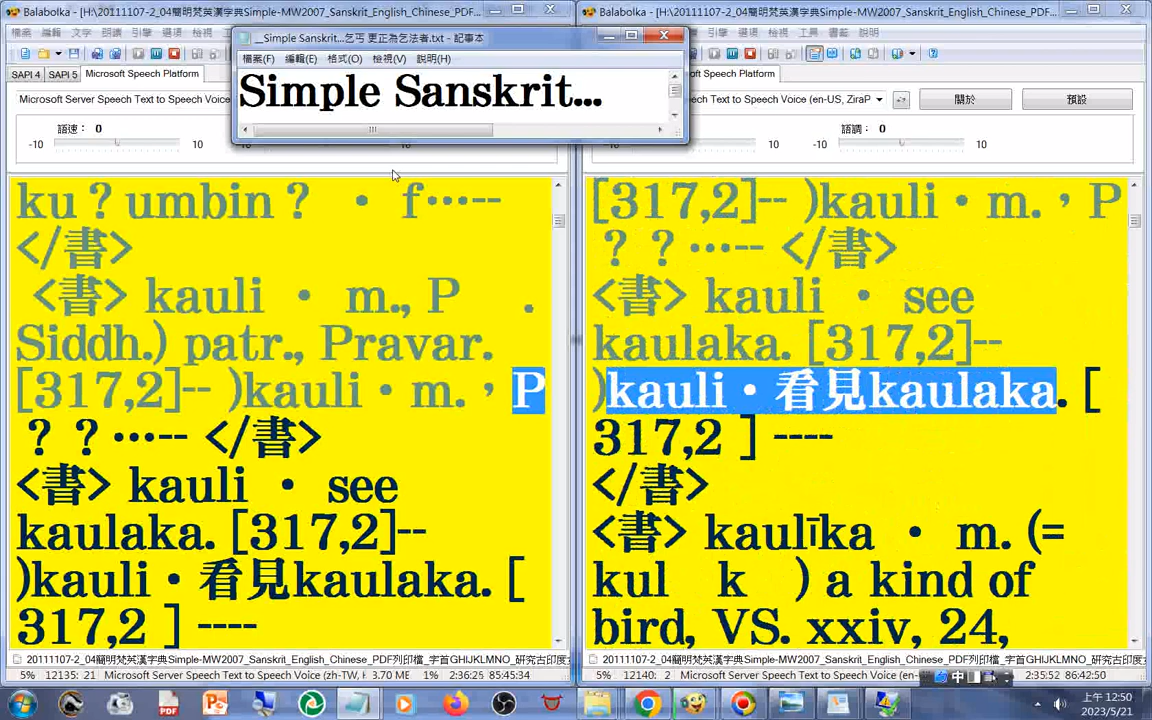 Balabolka - [H:\20111107-2_04簡明梵英漢字典Simple-MW2007_Sanskrit_English_Chinese_PDF...
Balabolka - [H:\20111107-2_04簡明梵英漢字典Simple-MW2007_Sanskrit_English_Chinese_PDF...
__Simple Sanskrit...乞丐 更正為乞法者.txt - 記事本
檔案(F) 編輯(E) 格式(O) 檢視(V) 說明(H)
Simple Sanskrit...
SAPI 4 SAPI 5 Microsoft Speech Platform
ft Speech Platform
Microsoft Server Speech Text to Speech Voice
ech Text to Speech Voice (en-US, ZiraP
關於
預設
語速： 0
-10 10 10
語調： 0
-10 10
ku？umbin？ • f…--
</書>
<書> kauli • m., P .
Siddh.) patr., Pravar.
[317,2]-- )kauli•m.，P
？？…-- </書>
<書> kauli • see
kaulaka. [317,2]--
)kauli•看見kaulaka. [
317,2 ] ----
[317,2]-- )kauli•m.，P
？？…-- </書>
<書> kauli • see
kaulaka. [317,2]--
)kauli•看見kaulaka. [
317,2 ] ----
</書>
<書> kaulīka • m. (=
kul k ) a kind of
bird, VS. xxiv, 24,
20111107-2_04簡明梵英漢字典Simple-MW2007_Sanskrit_English_Chinese_PDF列印檔_字首GHIJKLMNO_研究古印度
20111107-2_04簡明梵英漢字典Simple-MW2007_Sanskrit_English_Chinese_PDF列印檔_字首GHIJKLMNO_研究古印度
5% 12135: 21 Microsoft Server Speech Text to Speech Voice (zh-TW, 3.70 ME 1% 2:36:25 85:45:34
5% 12140: 2 Microsoft Server Speech Text to Speech Voice 2:35:52 86:42:50
中
上午 12:50
2023/5/21